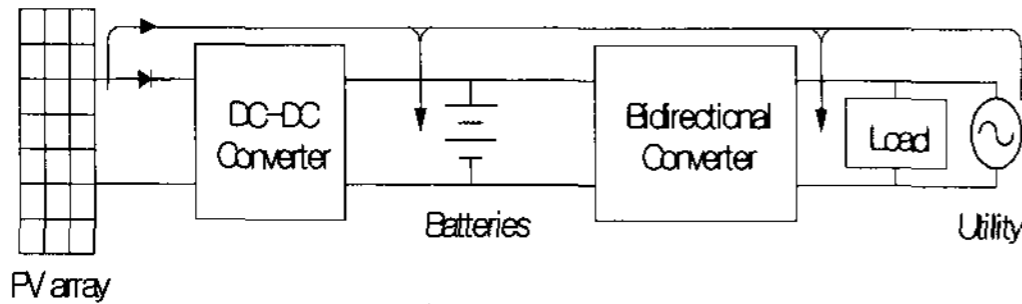 DC-DC
Converter
Bidirectional
Converter
Load
Batteries
Utility
PV array